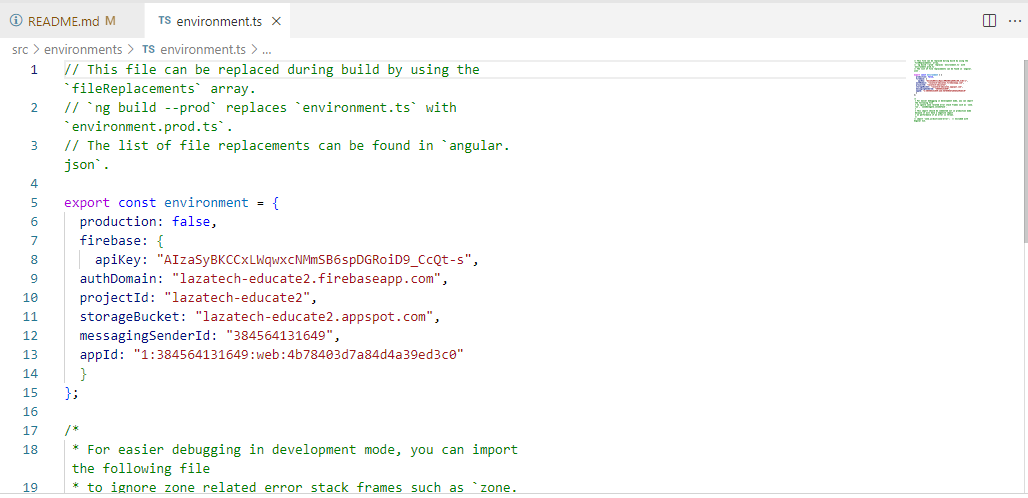 README.md M
TS environment.ts ×
src > environments > TS environment.ts > ...
1 // This file can be replaced during build by using the
`fileReplacements` array.
2 // `ng build --prod` replaces `environment.ts` with
`environment.prod.ts`.
3 // The list of file replacements can be found in `angular.
json`.
4
5 export const environment = {
6 production: false,
7 firebase: {
8 apiKey: "AIzaSyBKCCxLWqwxcNMmSB6spDGRoiD9_CcQt-s",
9 authDomain: "lazatech-educate2.firebaseapp.com",
10 projectId: "lazatech-educate2",
11 storageBucket: "lazatech-educate2.appspot.com",
12 messagingSenderId: "384564131649",
13 appId: "1:384564131649:web:4b78403d7a84d4a39ed3c0"
14 }
15 };
16
17 /*
18 * For easier debugging in development mode, you can import
the following file
19 * to ignore zone related error stack frames such as `zone.